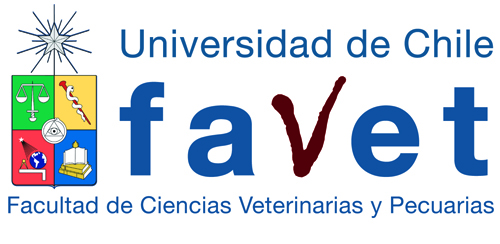 Universidad de Chile
favet
Facultad de Ciencias Veterinarias y Pecuarias